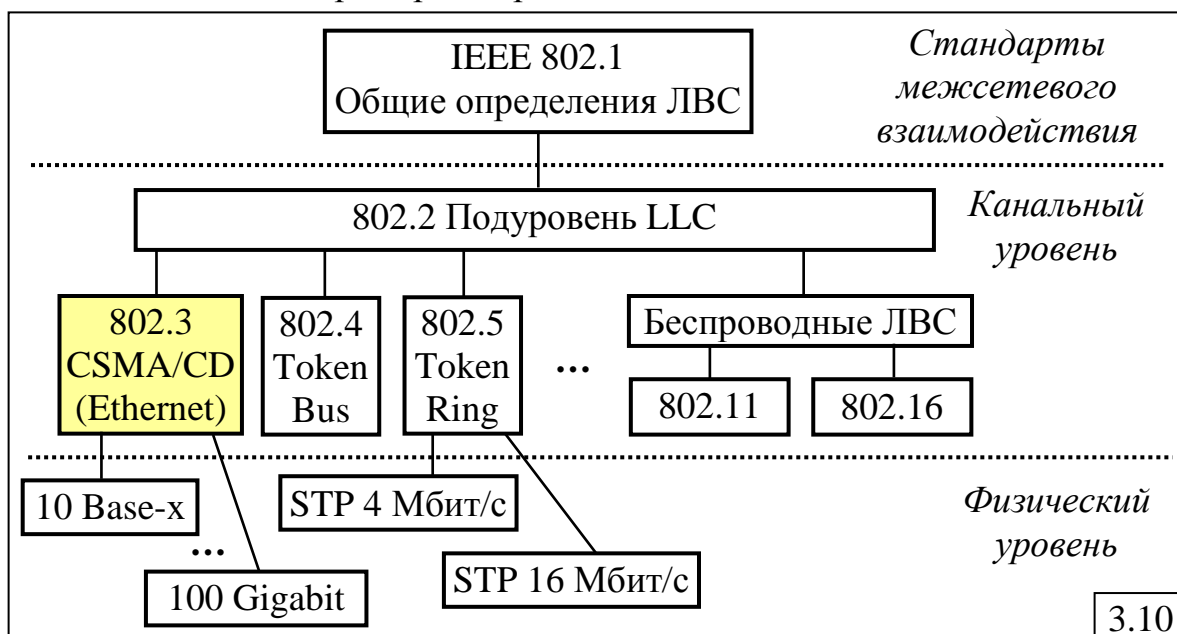 IEEE 802.1
Общие определения ЛВС
Стандарты
межсетевого
взаимодействия
802.2 Подуровень LLC
Канальный
уровень
802.3
CSMA/CD
(Ethernet)
802.4
Token
Bus
802.5
Token
Ring
...
Беспроводные ЛВС
802.11
802.16
10 Base-x
...
100 Gigabit
STP 4 Мбит/с
STP 16 Мбит/с
Физический
уровень
3.10